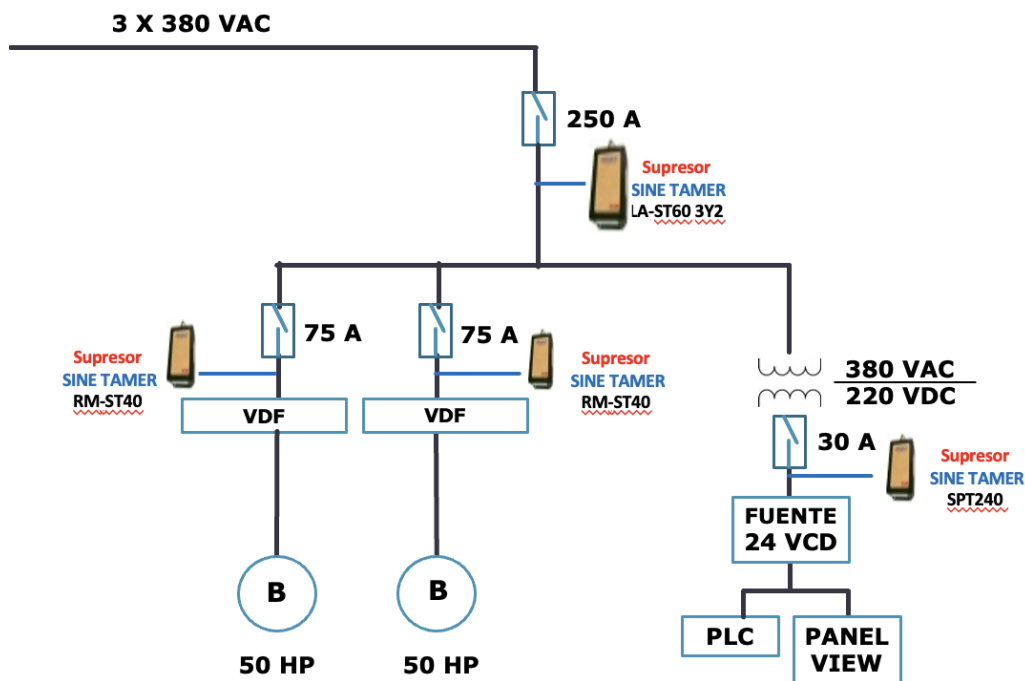 3 X 380 VAC
250 A
Supresor
SINE TAMER
LA-ST60 3Y2
75 A
Supresor
SINE TAMER
RM-ST40
VDF
75 A
Supresor
SINE TAMER
RM-ST40
VDF
380 VAC
220 VDC
30 A
Supresor
SINE TAMER
SPT240
FUENTE
24 VCD
B
50 HP
B
50 HP
PLC
PANEL
VIEW